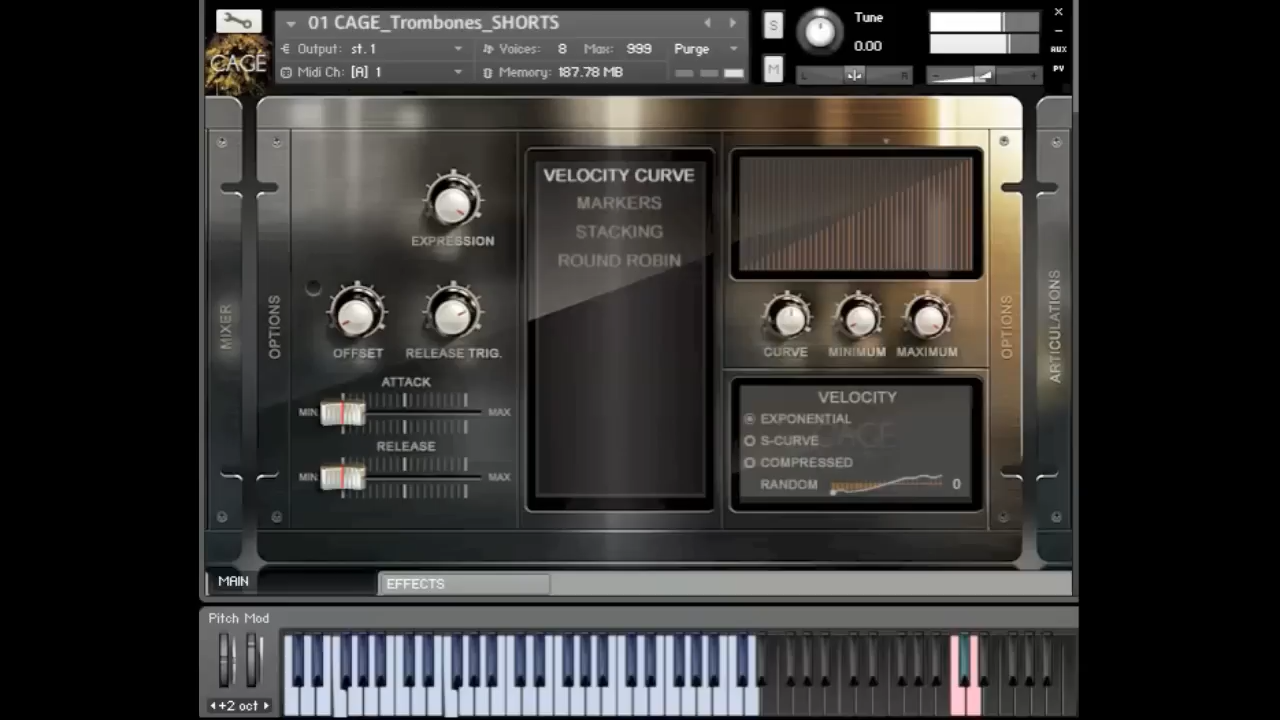 01 CAGE_Trombones_SHORTS
Output: st.1
Voices: 8 Max: 999 Purge
Midi Ch: [A] 1
Memory: 187.78 MB
S
M
Tune
0.00
L R
- +
×
-
AUX
PV
CAGE
MIXER
OPTIONS
EXPRESSION
OFFSET
RELEASE TRIG.
ATTACK
MIN MAX
RELEASE
MIN MAX
VELOCITY CURVE
MARKERS
STACKING
ROUND ROBIN
CURVE
MINIMUM
MAXIMUM
VELOCITY
EXPONENTIAL
S-CURVE
COMPRESSED
RANDOM 0
OPTIONS
ARTICULATIONS
MAIN
EFFECTS
Pitch Mod
+2 oct